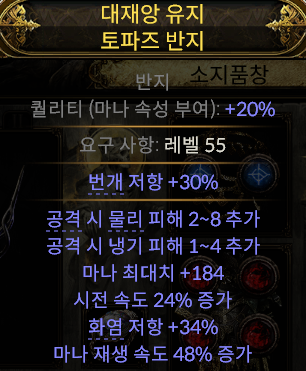 대재앙 유지
토파즈 반지
소지품창
반지
퀄리티 (마나 속성 부여): +20%
요구 사항: 레벨 55
번개 저항 +30%
공격 시 물리 피해 2~8 추가
공격 시 냉기 피해 1~4 추가
마나 최대치 +184
시전 속도 24% 증가
화염 저항 +34%
마나 재생 속도 48% 증가